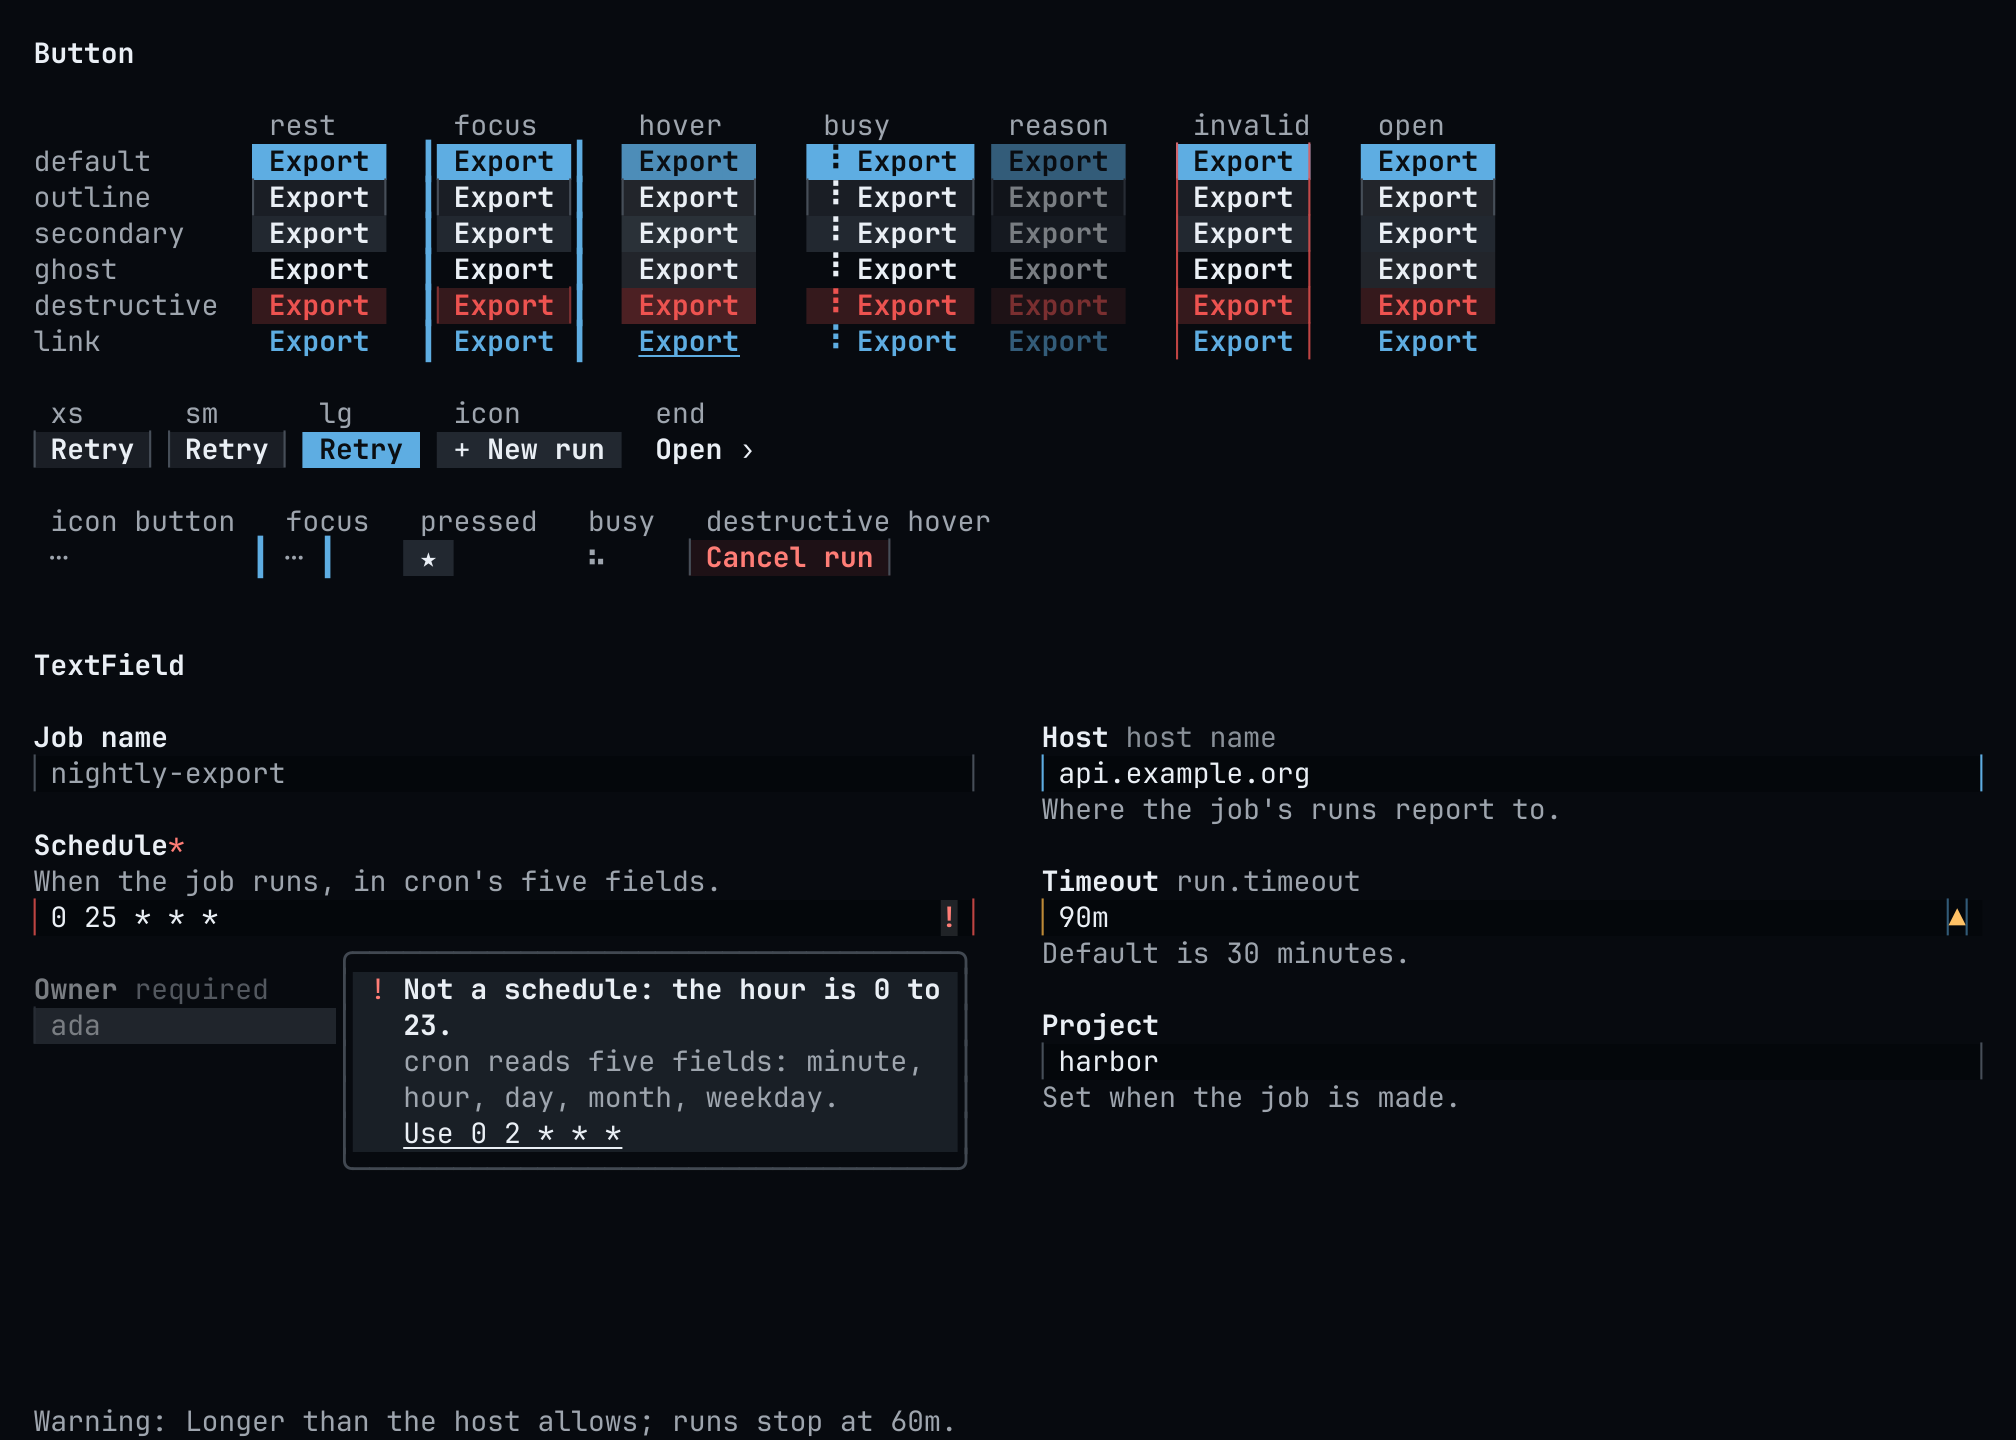 Button
rest focus hover busy reason invalid open
default Export Export Export Export Export Export Export
outline Export Export Export Export Export Export Export
secondary Export Export Export Export Export Export Export
ghost Export Export Export Export Export Export Export
destructive Export Export Export Export Export Export Export
link Export Export Export Export Export Export Export
xs sm lg icon end
Retry Retry Retry + New run Open ›
icon button focus pressed busy destructive hover
… … ★ Cancel run
TextField
Job name
nightly-export
Schedule*
When the job runs, in cron's five fields.
0 25 * * * !
Owner required
ada
! Not a schedule: the hour is 0 to
23.
cron reads five fields: minute,
hour, day, month, weekday.
Use 0 2 * * *
Host host name
api.example.org
Where the job's runs report to.
Timeout run.timeout
90m ▲
Default is 30 minutes.
Project
harbor
Set when the job is made.
Warning: Longer than the host allows; runs stop at 60m.